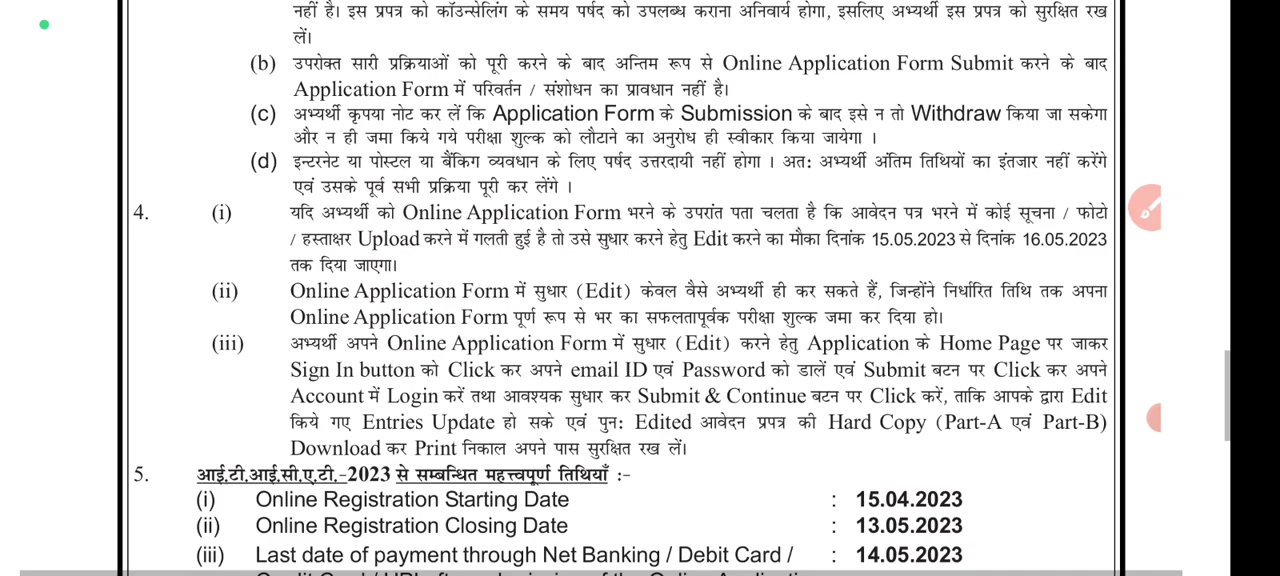 नहीं है। इस प्रपत्र को कॉउन्सेलिंग के समय पर्षद को उपलब्ध कराना अनिवार्य होगा, इसलिए अभ्यर्थी इस प्रपत्र को सुरक्षित रख
लें।
(b) उपरोक्त सारी प्रक्रियाओं को पूरी करने के बाद अन्तिम रूप से Online Application Form Submit करने के बाद
Application Form में परिवर्तन / संशोधन का प्रावधान नहीं है।
(c) अभ्यर्थी कृपया नोट कर लें कि Application Form के Submission के बाद इसे न तो Withdraw किया जा सकेगा
और न ही जमा किये गये परीक्षा शुल्क को लौटाने का अनुरोध ही स्वीकार किया जायेगा ।
(d) इन्टरनेट या पोस्टल या बैंकिग व्यवधान के लिए पर्षद उत्तरदायी नहीं होगा । अत: अभ्यर्थी अंतिम तिथियों का इंतजार नहीं करेंगे
एवं उसके पूर्व सभी प्रक्रिया पूरी कर लेंगे ।
4. (i) यदि अभ्यर्थी को Online Application Form भरने के उपरांत पता चलता है कि आवेदन पत्र भरने में कोई सूचना / फोटो
/ हस्ताक्षर Upload करने में गलती हुई है तो उसे सुधार करने हेतु Edit करने का मौका दिनांक 15.05.2023 से दिनांक 16.05.2023
तक दिया जाएगा।
(ii) Online Application Form में सुधार (Edit) केवल वैसे अभ्यर्थी ही कर सकते हैं, जिन्होंने निर्धारित तिथि तक अपना
Online Application Form पूर्ण रूप से भर का सफलतापूर्वक परीक्षा शुल्क जमा कर दिया हो।
(iii) अभ्यर्थी अपने Online Application Form में सुधार (Edit) करने हेतु Application के Home Page पर जाकर
Sign In button को Click कर अपने email ID एवं Password को डालें एवं Submit बटन पर Click कर अपने
Account में Login करें तथा आवश्यक सुधार कर Submit & Continue बटन पर Click करें, ताकि आपके द्वारा Edit
किये गए Entries Update हो सके एवं पुन: Edited आवेदन प्रपत्र की Hard Copy (Part-A एवं Part-B)
Download कर Print निकाल अपने पास सुरक्षित रख लें।
5. आई.टी.आई.सी.ए.टी.-2023 से सम्बन्धित महत्त्वपूर्ण तिथियाँ :-
(i) Online Registration Starting Date : 15.04.2023
(ii) Online Registration Closing Date : 13.05.2023
(iii) Last date of payment through Net Banking / Debit Card / : 14.05.2023